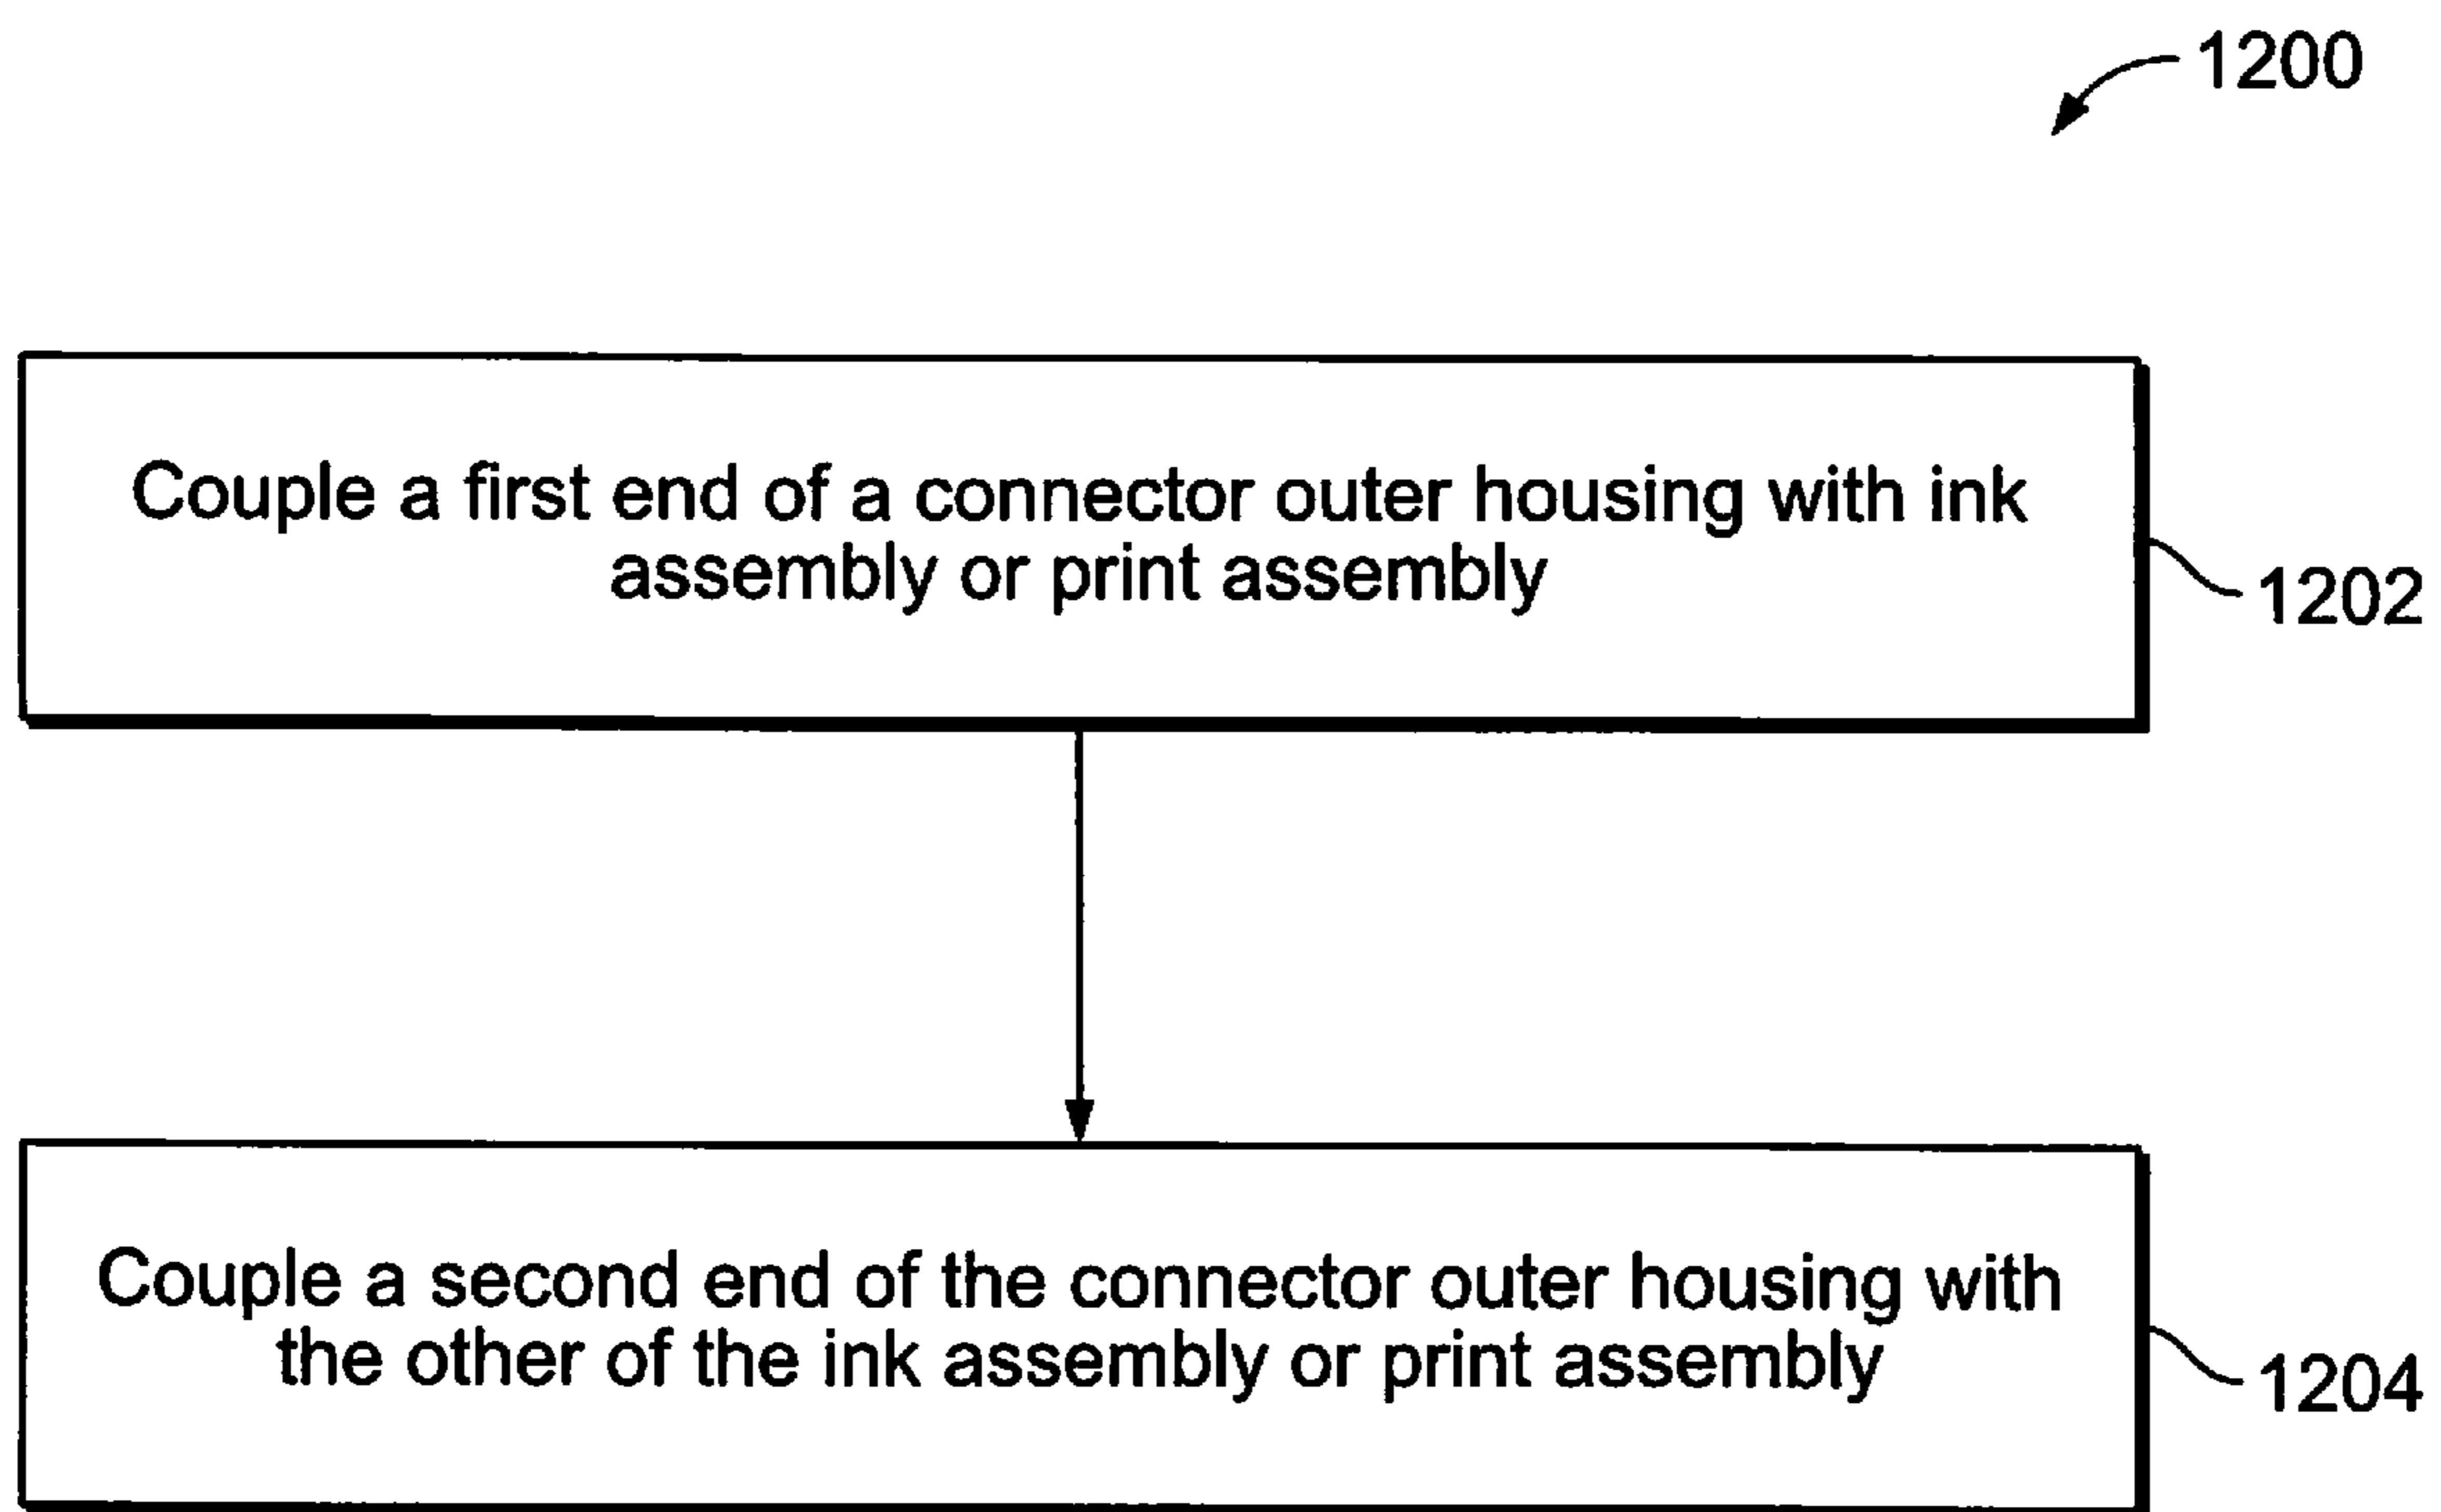 1200
Couple a first end of a connector outer housing with ink
assembly or print assembly
1202
Couple a second end of the connector outer housing with
the other of the ink assembly or print assembly
1204